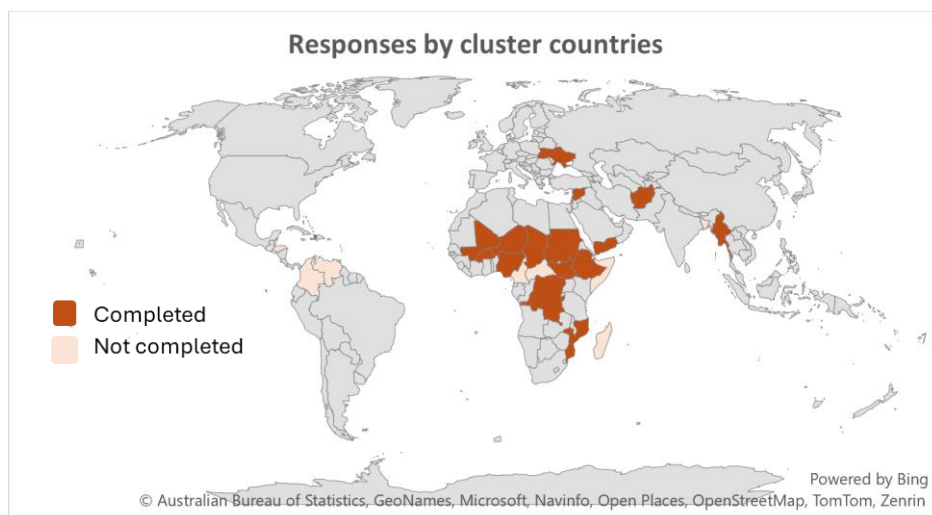 Responses by cluster countries
Completed
Not completed
Powered by Bing
© Australian Bureau of Statistics, GeoNames, Microsoft, Navinfo, Open Places, OpenStreetMap, TomTom, Zenrin